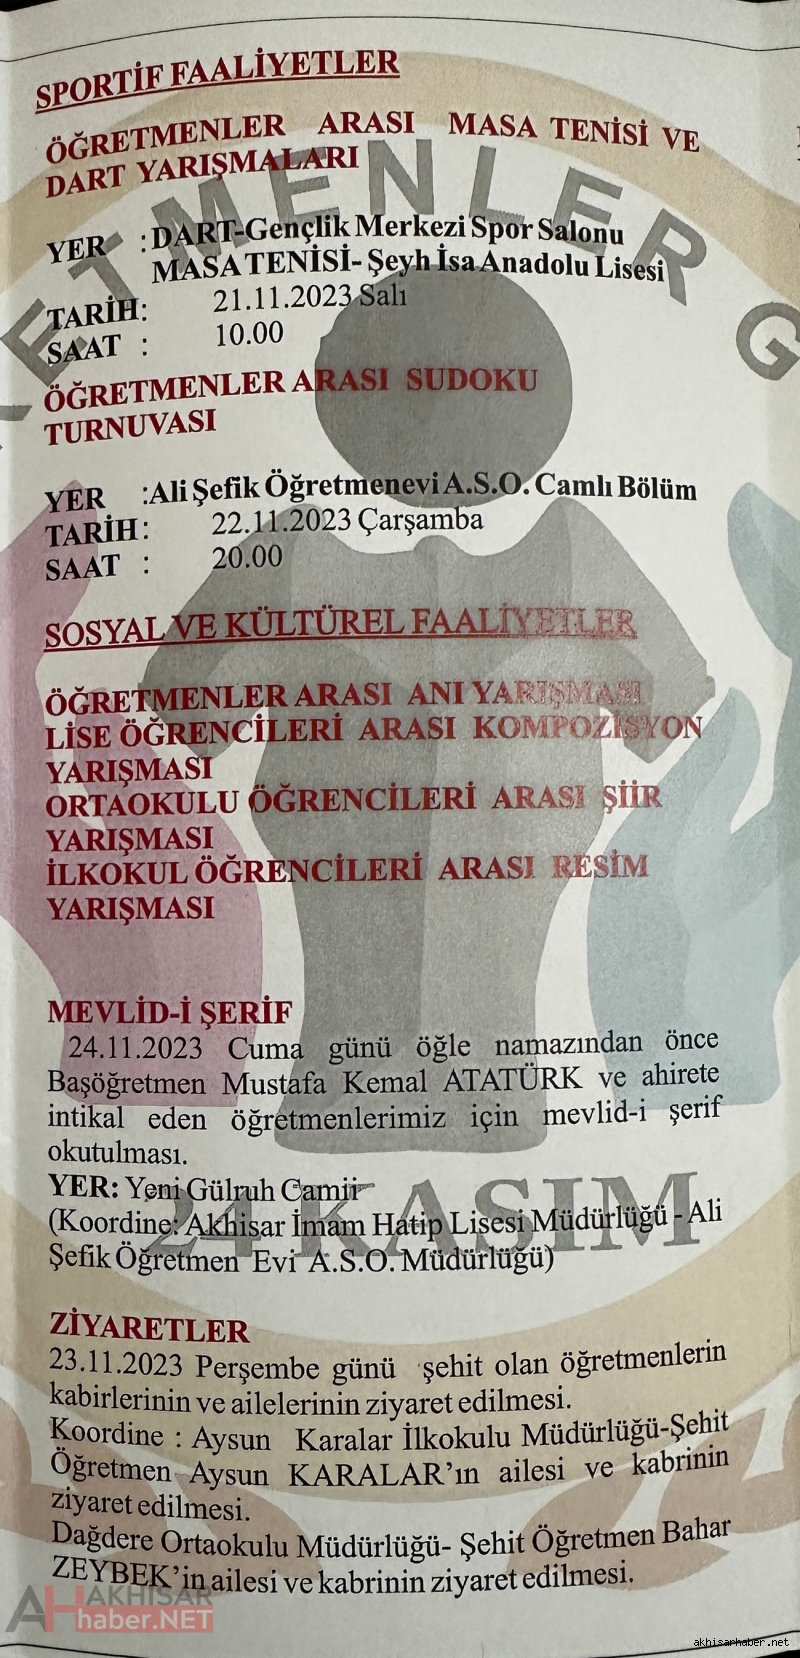 SPORTİF FAALİYETLER
ÖĞRETMENLER ARASI MASA TENİSİ VE
DART YARIŞMALARI
YER :DART-Gençlik Merkezi Spor Salonu
MASA TENİSİ- Şeyh İsa Anadolu Lisesi
TARİH: 21.11.2023 Salı
SAAT : 10.00
ÖĞRETMENLER ARASI SUDOKU
TURNUVASI
YER :Ali Şefik Öğretmenevi A.S.O. Camlı Bölüm
TARİH: 22.11.2023 Çarşamba
SAAT : 20.00
SOSYAL VE KÜLTÜREL FAALİYETLER
ÖĞRETMENLER ARASI ANI YARIŞMASI
LİSE ÖĞRENCİLERİ ARASI KOMPOZİSYON
YARIŞMASI
ORTAOKULU ÖĞRENCİLERİ ARASI ŞİİR
YARIŞMASI
İLKOKUL ÖĞRENCİLERİ ARASI RESİM
YARIŞMASI
MEVLİD-İ ŞERİF
24.11.2023 Cuma günü öğle namazından önce
Başöğretmen Mustafa Kemal ATATÜRK ve ahirete
intikal eden öğretmenlerimiz için mevlid-i şerif
okutulması.
YER: Yeni Gülruh Camii
(Koordine: Akhisar İmam Hatip Lisesi Müdürlüğü - Ali
Şefik Öğretmen Evi A.S.O. Müdürlüğü)
24 KASIM
ZİYARETLER
23.11.2023 Perşembe günü şehit olan öğretmenlerin
kabirlerinin ve ailelerinin ziyaret edilmesi.
Koordine : Aysun Karalar İlkokulu Müdürlüğü-Şehit
Öğretmen Aysun KARALAR'ın ailesi ve kabrinin
ziyaret edilmesi.
Dağdere Ortaokulu Müdürlüğü- Şehit Öğretmen Bahar
ZEYBEK'in ailesi ve kabrinin ziyaret edilmesi.
RETMENLER G
AH AKHISAR
haber.NET
akhisarhaber.net